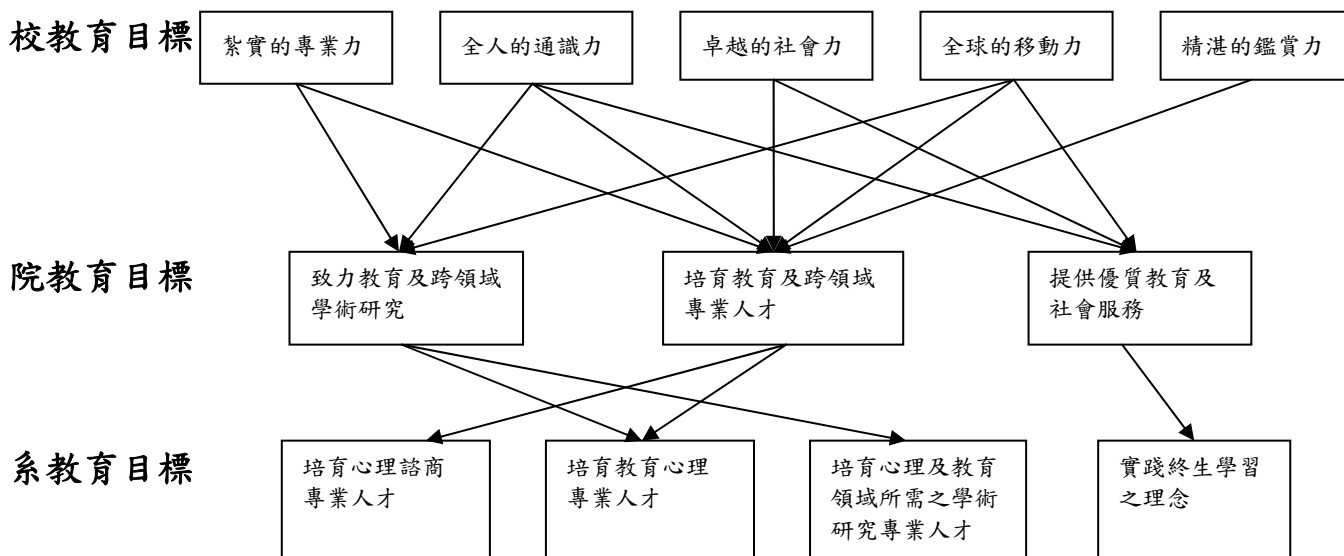 校教育目標
紮實的專業力
全人的通識力
卓越的社會力
全球的移動力
精湛的鑑賞力
院教育目標
致力教育及跨領域
學術研究
培育教育及跨領域
專業人才
提供優質教育及
社會服務
系教育目標
培育心理諮商
專業人才
培育教育心理
專業人才
培育心理及教育
領域所需之學術
研究專業人才
實踐終生學習
之理念